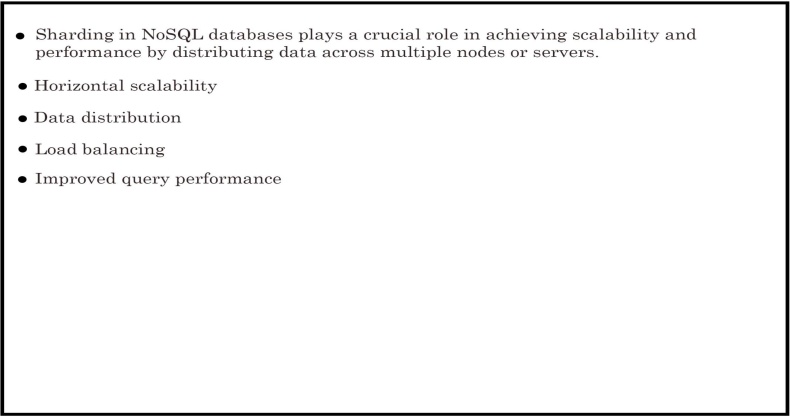 • Sharding in NoSQL databases plays a crucial role in achieving scalability and
performance by distributing data across multiple nodes or servers.
• Horizontal scalability
• Data distribution
• Load balancing
• Improved query performance